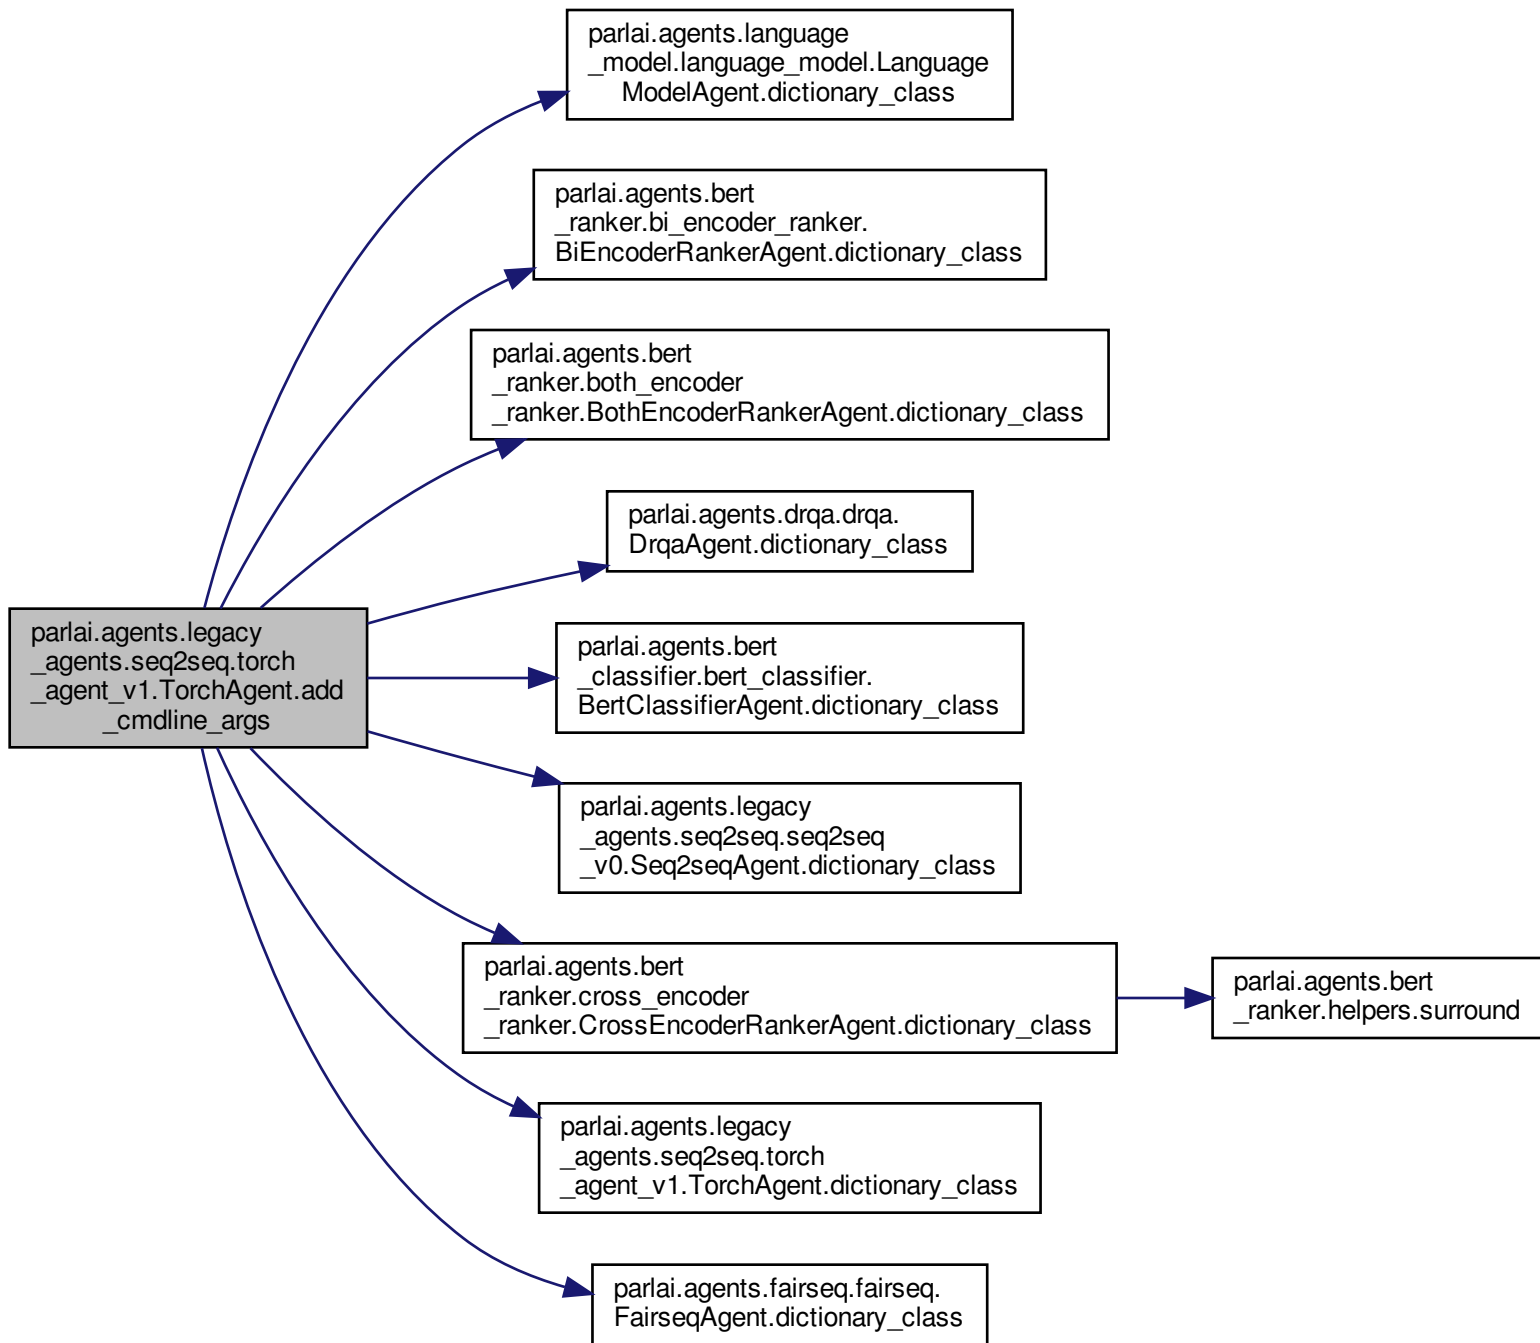 parlai.agents.language
_model.language_model.Language
ModelAgent.dictionary_class
parlai.agents.bert
_ranker.bi_encoder_ranker.
BiEncoderRankerAgent.dictionary_class
parlai.agents.bert
_ranker.both_encoder
_ranker.BothEncoderRankerAgent.dictionary_class
parlai.agents.drqa.drqa.
DrqaAgent.dictionary_class
parlai.agents.legacy
_agents.seq2seq.torch
_agent_v1.TorchAgent.add
_cmdline_args
parlai.agents.bert
_classifier.bert_classifier.
BertClassifierAgent.dictionary_class
parlai.agents.legacy
_agents.seq2seq.seq2seq
_v0.Seq2seqAgent.dictionary_class
parlai.agents.bert
_ranker.cross_encoder
_ranker.CrossEncoderRankerAgent.dictionary_class
parlai.agents.bert
_ranker.helpers.surround
parlai.agents.legacy
_agents.seq2seq.torch
_agent_v1.TorchAgent.dictionary_class
parlai.agents.fairseq.fairseq.
FairseqAgent.dictionary_class